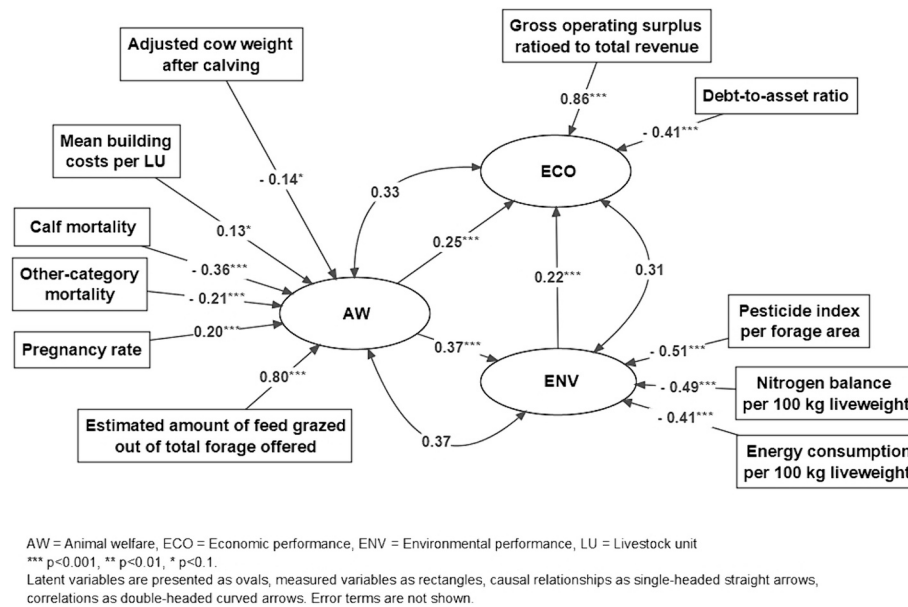 Gross operating surplus
ratioed to total revenue
Adjusted cow weight
after calving
0.86***
Debt-to-asset ratio
- 0.41***
Mean building
costs per LU
ECO
- 0.14*
0.33
Calf mortality
0.13*
0.25***
- 0.36***
Other-category
mortality
- 0.21***
0.22***
0.31
AW
Pesticide index
per forage area
0.20***
Pregnancy rate
0.37***
- 0.51***
0.80***
ENV
- 0.49***
Nitrogen balance
per 100 kg liveweight
- 0.41***
Estimated amount of feed grazed
out of total forage offered
0.37
Energy consumption
per 100 kg liveweight
AW = Animal welfare, ECO = Economic performance, ENV = Environmental performance, LU = Livestock unit
*** p<0.001, ** p<0.01, * p<0.1.
Latent variables are presented as ovals, measured variables as rectangles, causal relationships as single-headed straight arrows,
correlations as double-headed curved arrows. Error terms are not shown.